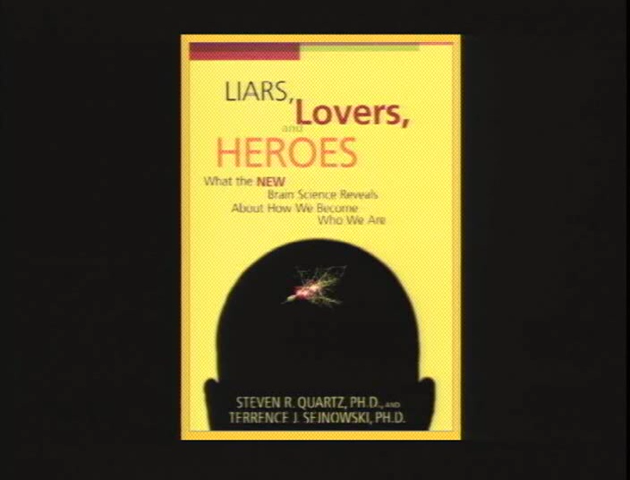 LIARS,
Lovers,
and
HEROES
What the NEW
Brain Science Reveals
About How We Become
Who We Are
STEVEN R. QUARTZ, PH.D., AND
TERRENCE J. SEJNOWSKI, PH.D.